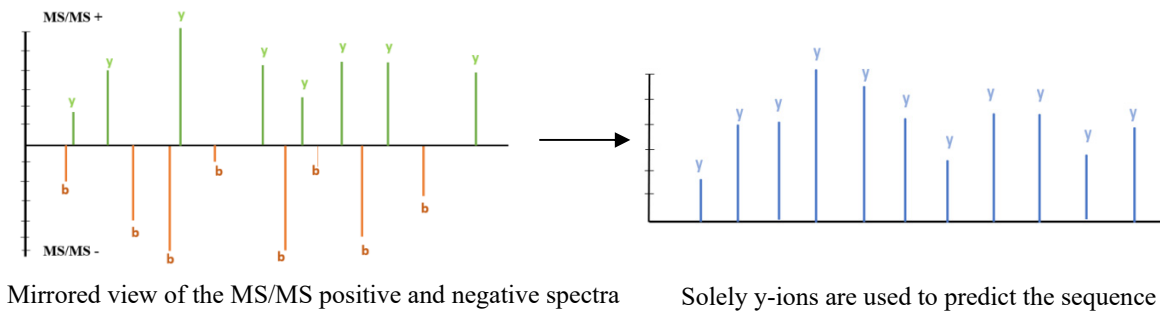 MS/MS +
y
y
y
y
y
y
y
y
b
b
b
b
b
b
b
b
MS/MS -
y
y
y
y
y
y
y
y
y
y
y
Mirrored view of the MS/MS positive and negative spectra
Solely y-ions are used to predict the sequence